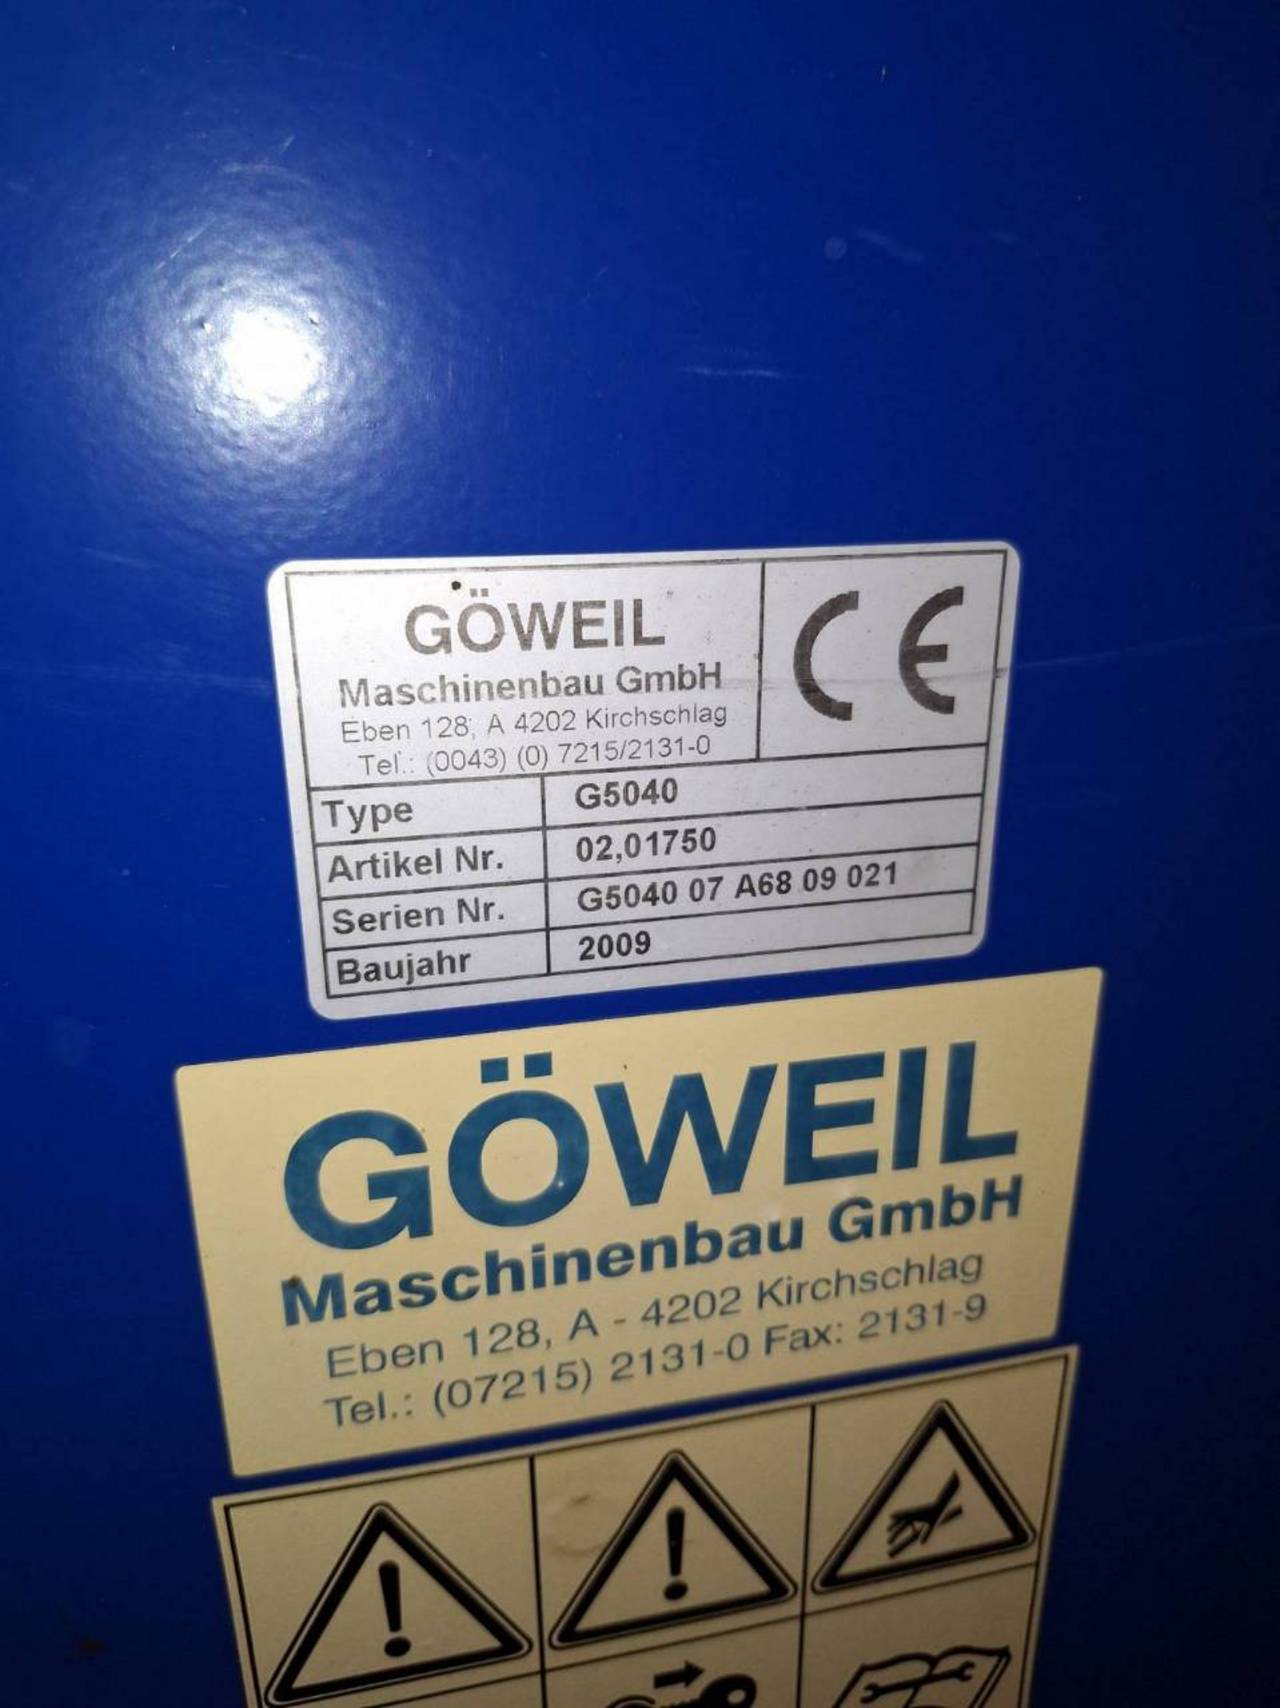 GÖWEIL
Maschinenbau GmbH
Eben 128, A 4202 Kirchschlag
Tel.: (0043) (0) 7215/2131-0
CE
Type G5040
Artikel Nr. 02,01750
Serien Nr. G5040 07 A68 09 021
Baujahr 2009
GÖWEIL
Maschinenbau GmbH
Eben 128, A - 4202 Kirchschlag
Tel.: (07215) 2131-0 Fax: 2131-9